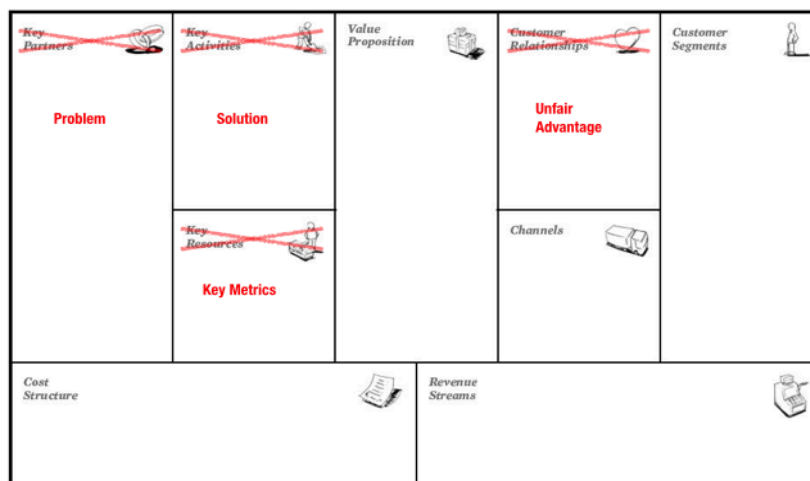 Key
Partners
Problem
Key
Activities
Solution
Key
Resources
Key Metrics
Value
Proposition
Customer
Relationships
Unfair
Advantage
Channels
Customer
Segments
Cost
Structure
Revenue
Streams